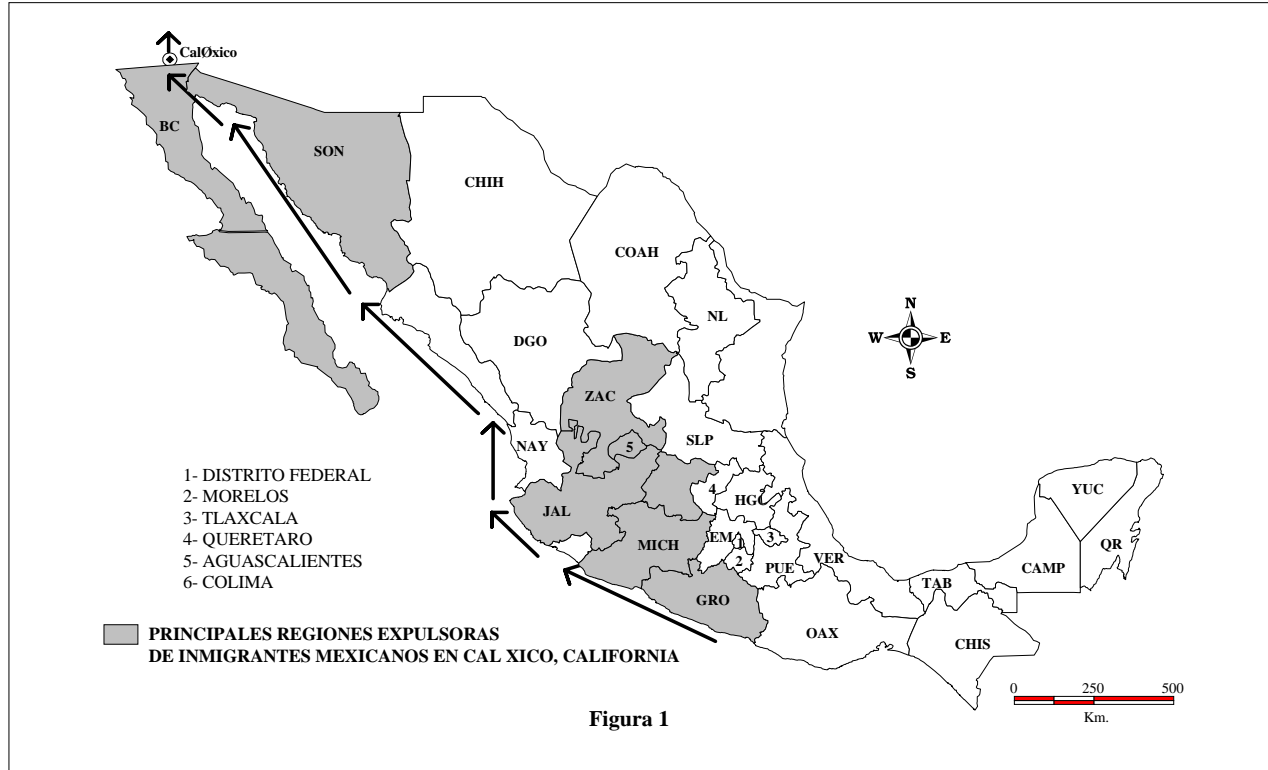 CalØxico
BC
SON
CHIH
COAH
NL
DGO
ZAC
NAY
SLP
5
4
HGO
JAL
MICH
EM
1
2
3
PUE
VER
GRO
OAX
TAB
CHIS
CAMP
YUC
QR
N
W E
S
1- DISTRITO FEDERAL
2- MORELOS
3- TLAXCALA
4- QUERETARO
5- AGUASCALIENTES
6- COLIMA
PRINCIPALES REGIONES EXPULSORAS
DE INMIGRANTES MEXICANOS EN CAL XICO, CALIFORNIA
0 250 500
Km.
Figura 1